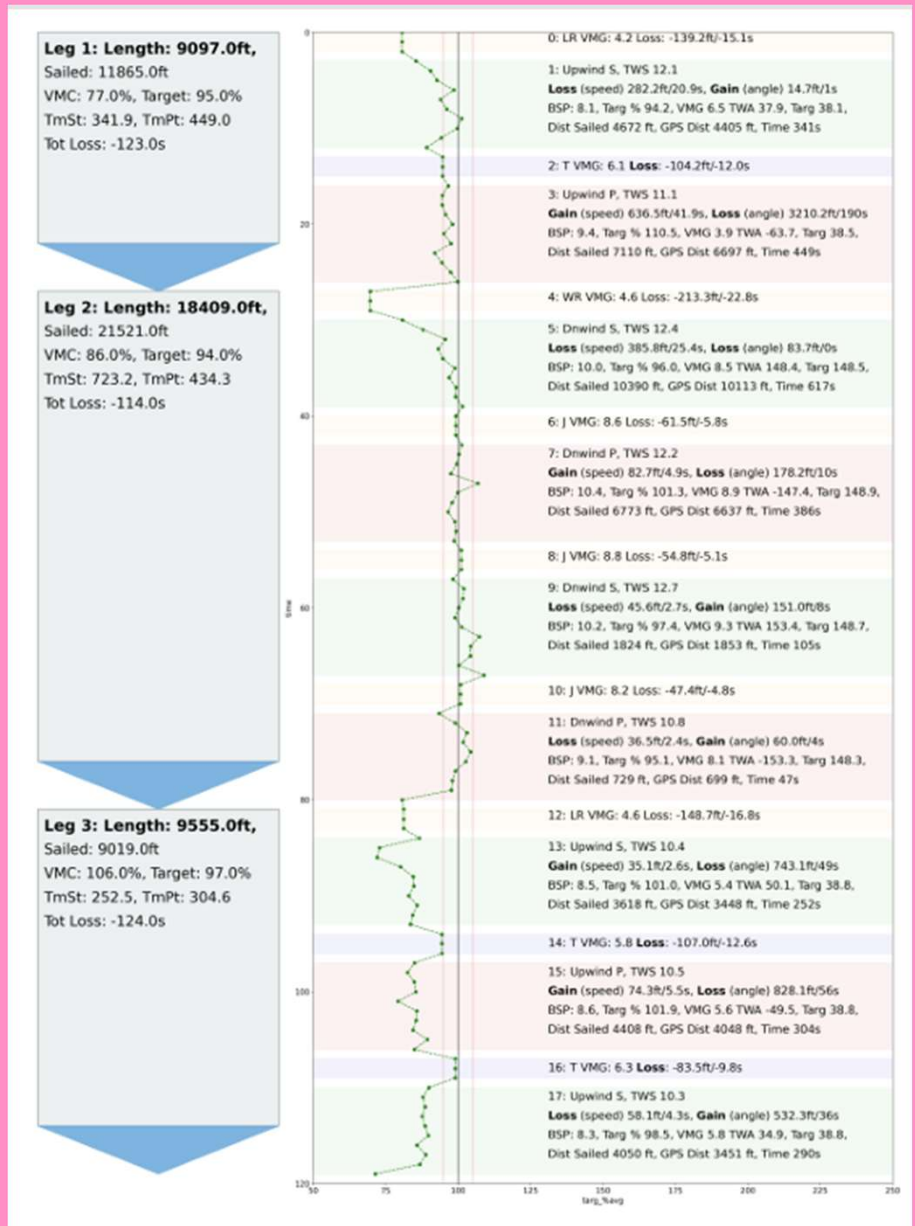 Leg 1: Length: 9097.0ft,
Sailed: 11865.0ft
VMC: 77.0%, Target: 95.0%
TmSt: 341.9, TmPt: 449.0
Tot Loss: -123.0s
Leg 2: Length: 18409.0ft,
Sailed: 21521.0ft
VMC: 86.0%, Target: 94.0%
TmSt: 723.2, TmPt: 434.3
Tot Loss: -114.0s
Leg 3: Length: 9555.0ft,
Sailed: 9019.0ft
VMC: 106.0%, Target: 97.0%
TmSt: 252.5, TmPt: 304.6
Tot Loss: -124.0s
0
20
40
60
80
100
120
time
50
75
100
125
150
175
200
225
250
targ_%avg
0: LR VMG: 4.2 Loss: -139.2ft/-15.1s
1: Upwind S, TWS 12.1
Loss (speed) 282.2ft/20.9s, Gain (angle) 14.7ft/1s
BSP: 8.1, Targ % 94.2, VMG 6.5 TWA 37.9, Targ 38.1,
Dist Sailed 4672 ft, GPS Dist 4405 ft, Time 341s
2: T VMG: 6.1 Loss: -104.2ft/-12.0s
3: Upwind P, TWS 11.1
Gain (speed) 636.5ft/41.9s, Loss (angle) 3210.2ft/190s
BSP: 9.4, Targ % 110.5, VMG 3.9 TWA -63.7, Targ 38.5,
Dist Sailed 7110 ft, GPS Dist 6697 ft, Time 449s
4: WR VMG: 4.6 Loss: -213.3ft/-22.8s
5: Dnwind S, TWS 12.4
Loss (speed) 385.8ft/25.4s, Loss (angle) 83.7ft/0s
BSP: 10.0, Targ % 96.0, VMG 8.5 TWA 148.4, Targ 148.5,
Dist Sailed 10390 ft, GPS Dist 10113 ft, Time 617s
6: J VMG: 8.6 Loss: -61.5ft/-5.8s
7: Dnwind P, TWS 12.2
Gain (speed) 82.7ft/4.9s, Loss (angle) 178.2ft/10s
BSP: 10.4, Targ % 101.3, VMG 8.9 TWA -147.4, Targ 148.9,
Dist Sailed 6773 ft, GPS Dist 6637 ft, Time 386s
8: J VMG: 8.8 Loss: -54.8ft/-5.1s
9: Dnwind S, TWS 12.7
Loss (speed) 45.6ft/2.7s, Gain (angle) 151.0ft/8s
BSP: 10.2, Targ % 97.4, VMG 9.3 TWA 153.4, Targ 148.7,
Dist Sailed 1824 ft, GPS Dist 1853 ft, Time 105s
10: J VMG: 8.2 Loss: -47.4ft/-4.8s
11: Dnwind P, TWS 10.8
Loss (speed) 36.5ft/2.4s, Gain (angle) 60.0ft/4s
BSP: 9.1, Targ % 95.1, VMG 8.1 TWA -153.3, Targ 148.3,
Dist Sailed 729 ft, GPS Dist 699 ft, Time 47s
12: LR VMG: 4.6 Loss: -148.7ft/-16.8s
13: Upwind S, TWS 10.4
Gain (speed) 35.1ft/2.6s, Loss (angle) 743.1ft/49s
BSP: 8.5, Targ % 101.0, VMG 5.4 TWA 50.1, Targ 38.8,
Dist Sailed 3618 ft, GPS Dist 3448 ft, Time 252s
14: T VMG: 5.8 Loss: -107.0ft/-12.6s
15: Upwind P, TWS 10.5
Gain (speed) 74.3ft/5.5s, Loss (angle) 828.1ft/56s
BSP: 8.6, Targ % 101.9, VMG 5.6 TWA -49.5, Targ 38.8,
Dist Sailed 4408 ft, GPS Dist 4048 ft, Time 304s
16: T VMG: 6.3 Loss: -83.5ft/-9.8s
17: Upwind S, TWS 10.3
Loss (speed) 58.1ft/4.3s, Gain (angle) 532.3ft/36s
BSP: 8.3, Targ % 98.5, VMG 5.8 TWA 34.9, Targ 38.8,
Dist Sailed 4050 ft, GPS Dist 3451 ft, Time 290s